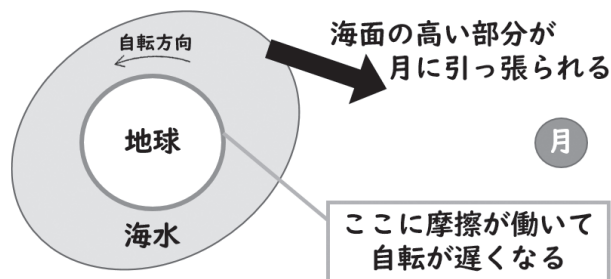 自転方向
海面の高い部分が
月に引っ張られる
地球
月
海水
ここに摩擦が働いて
自転が遅くなる